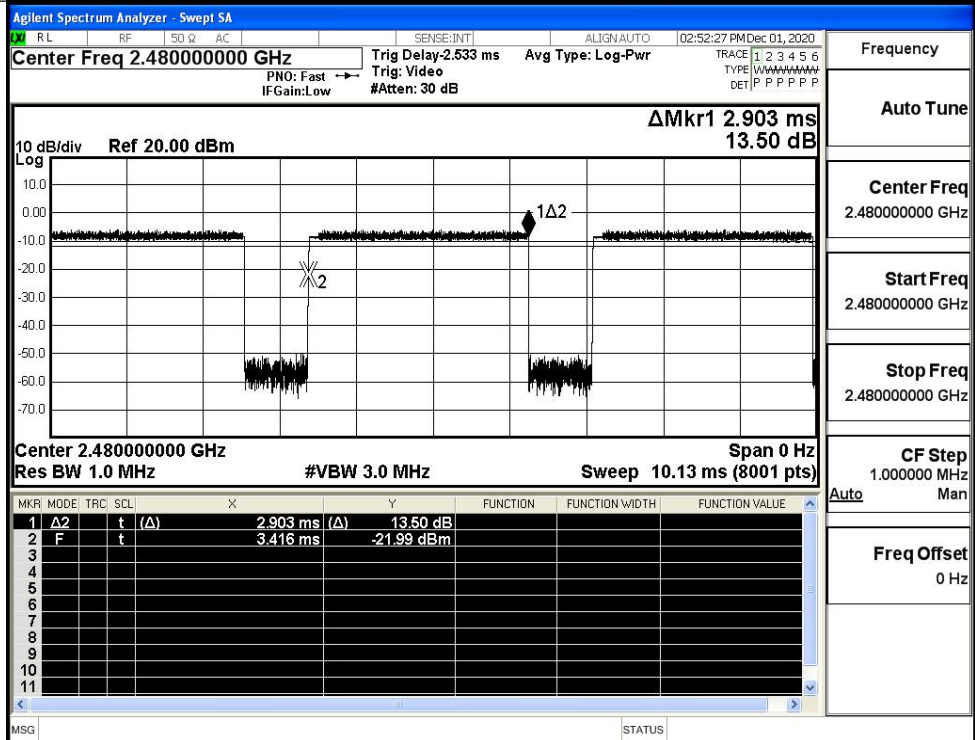 Agilent Spectrum Analyzer - Swept SA
LXI RL RF 50 Ω AC SENSE:INT ALIGN AUTO 02:52:27 PM Dec 01, 2020
Center Freq 2.480000000 GHz
PNO: Fast
IFGain:Low
Trig Delay-2.533 ms
Trig: Video
#Atten: 30 dB
Avg Type: Log-Pwr
TRACE 1 2 3 4 5 6
TYPE
DET P P P P P P
ΔMkr1 2.903 ms
13.50 dB
10 dB/div Ref 20.00 dBm
Log
10.0
0.00
-10.0
-20.0
-30.0
-40.0
-50.0
-60.0
-70.0
1Δ2
2
Center 2.480000000 GHz Span 0 Hz
Res BW 1.0 MHz #VBW 3.0 MHz Sweep 10.13 ms (8001 pts)
MKR MODE TRC SCL X Y FUNCTION FUNCTION WIDTH FUNCTION VALUE
1 Δ2 t (Δ) 2.903 ms (Δ) 13.50 dB
2 F t 3.416 ms -21.99 dBm
3
4
5
6
7
8
9
10
11
MSG STATUS
Frequency
Auto Tune
Center Freq
2.480000000 GHz
Start Freq
2.480000000 GHz
Stop Freq
2.480000000 GHz
CF Step
1.000000 MHz
Auto Man
Freq Offset
0 Hz